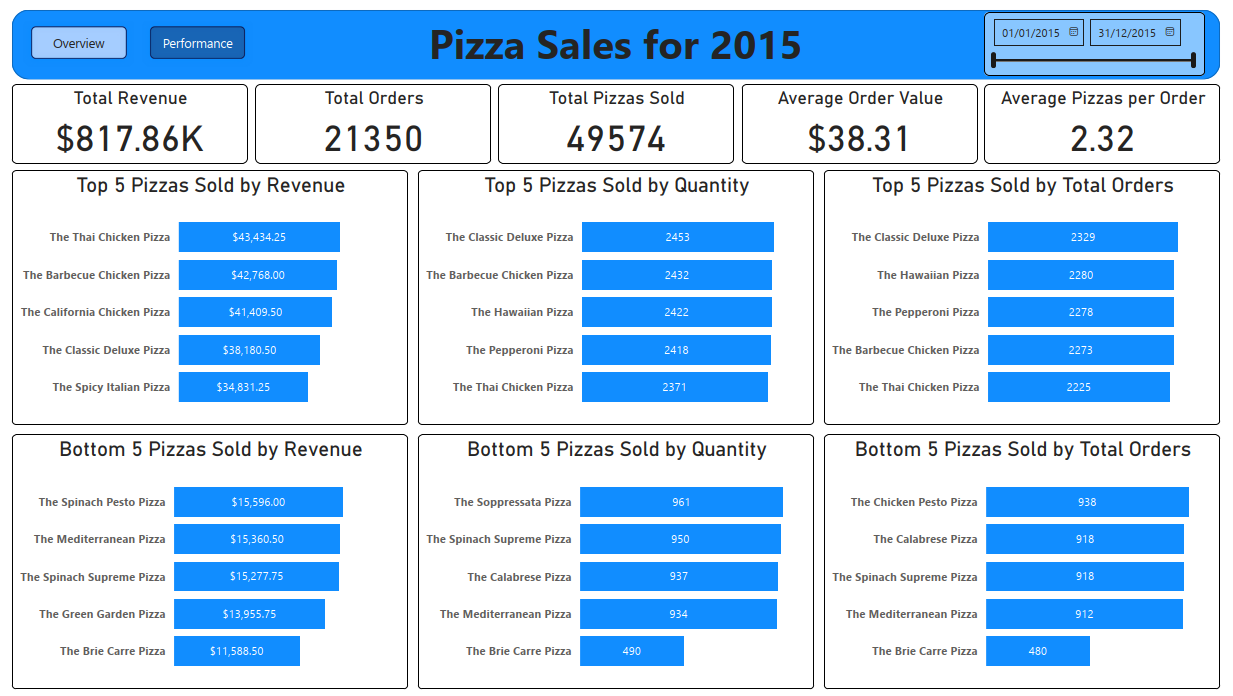 Overview
Performance
Pizza Sales for 2015
01/01/2015
31/12/2015
Total Revenue
$817.86K
Total Orders
21350
Total Pizzas Sold
49574
Average Order Value
$38.31
Average Pizzas per Order
2.32
Top 5 Pizzas Sold by Revenue
The Thai Chicken Pizza $43,434.25
The Barbecue Chicken Pizza $42,768.00
The California Chicken Pizza $41,409.50
The Classic Deluxe Pizza $38,180.50
The Spicy Italian Pizza $34,831.25
Top 5 Pizzas Sold by Quantity
The Classic Deluxe Pizza 2453
The Barbecue Chicken Pizza 2432
The Hawaiian Pizza 2422
The Pepperoni Pizza 2418
The Thai Chicken Pizza 2371
Top 5 Pizzas Sold by Total Orders
The Classic Deluxe Pizza 2329
The Hawaiian Pizza 2280
The Pepperoni Pizza 2278
The Barbecue Chicken Pizza 2273
The Thai Chicken Pizza 2225
Bottom 5 Pizzas Sold by Revenue
The Spinach Pesto Pizza $15,596.00
The Mediterranean Pizza $15,360.50
The Spinach Supreme Pizza $15,277.75
The Green Garden Pizza $13,955.75
The Brie Carre Pizza $11,588.50
Bottom 5 Pizzas Sold by Quantity
The Soppressata Pizza 961
The Spinach Supreme Pizza 950
The Calabrese Pizza 937
The Mediterranean Pizza 934
The Brie Carre Pizza 490
Bottom 5 Pizzas Sold by Total Orders
The Chicken Pesto Pizza 938
The Calabrese Pizza 918
The Spinach Supreme Pizza 918
The Mediterranean Pizza 912
The Brie Carre Pizza 480